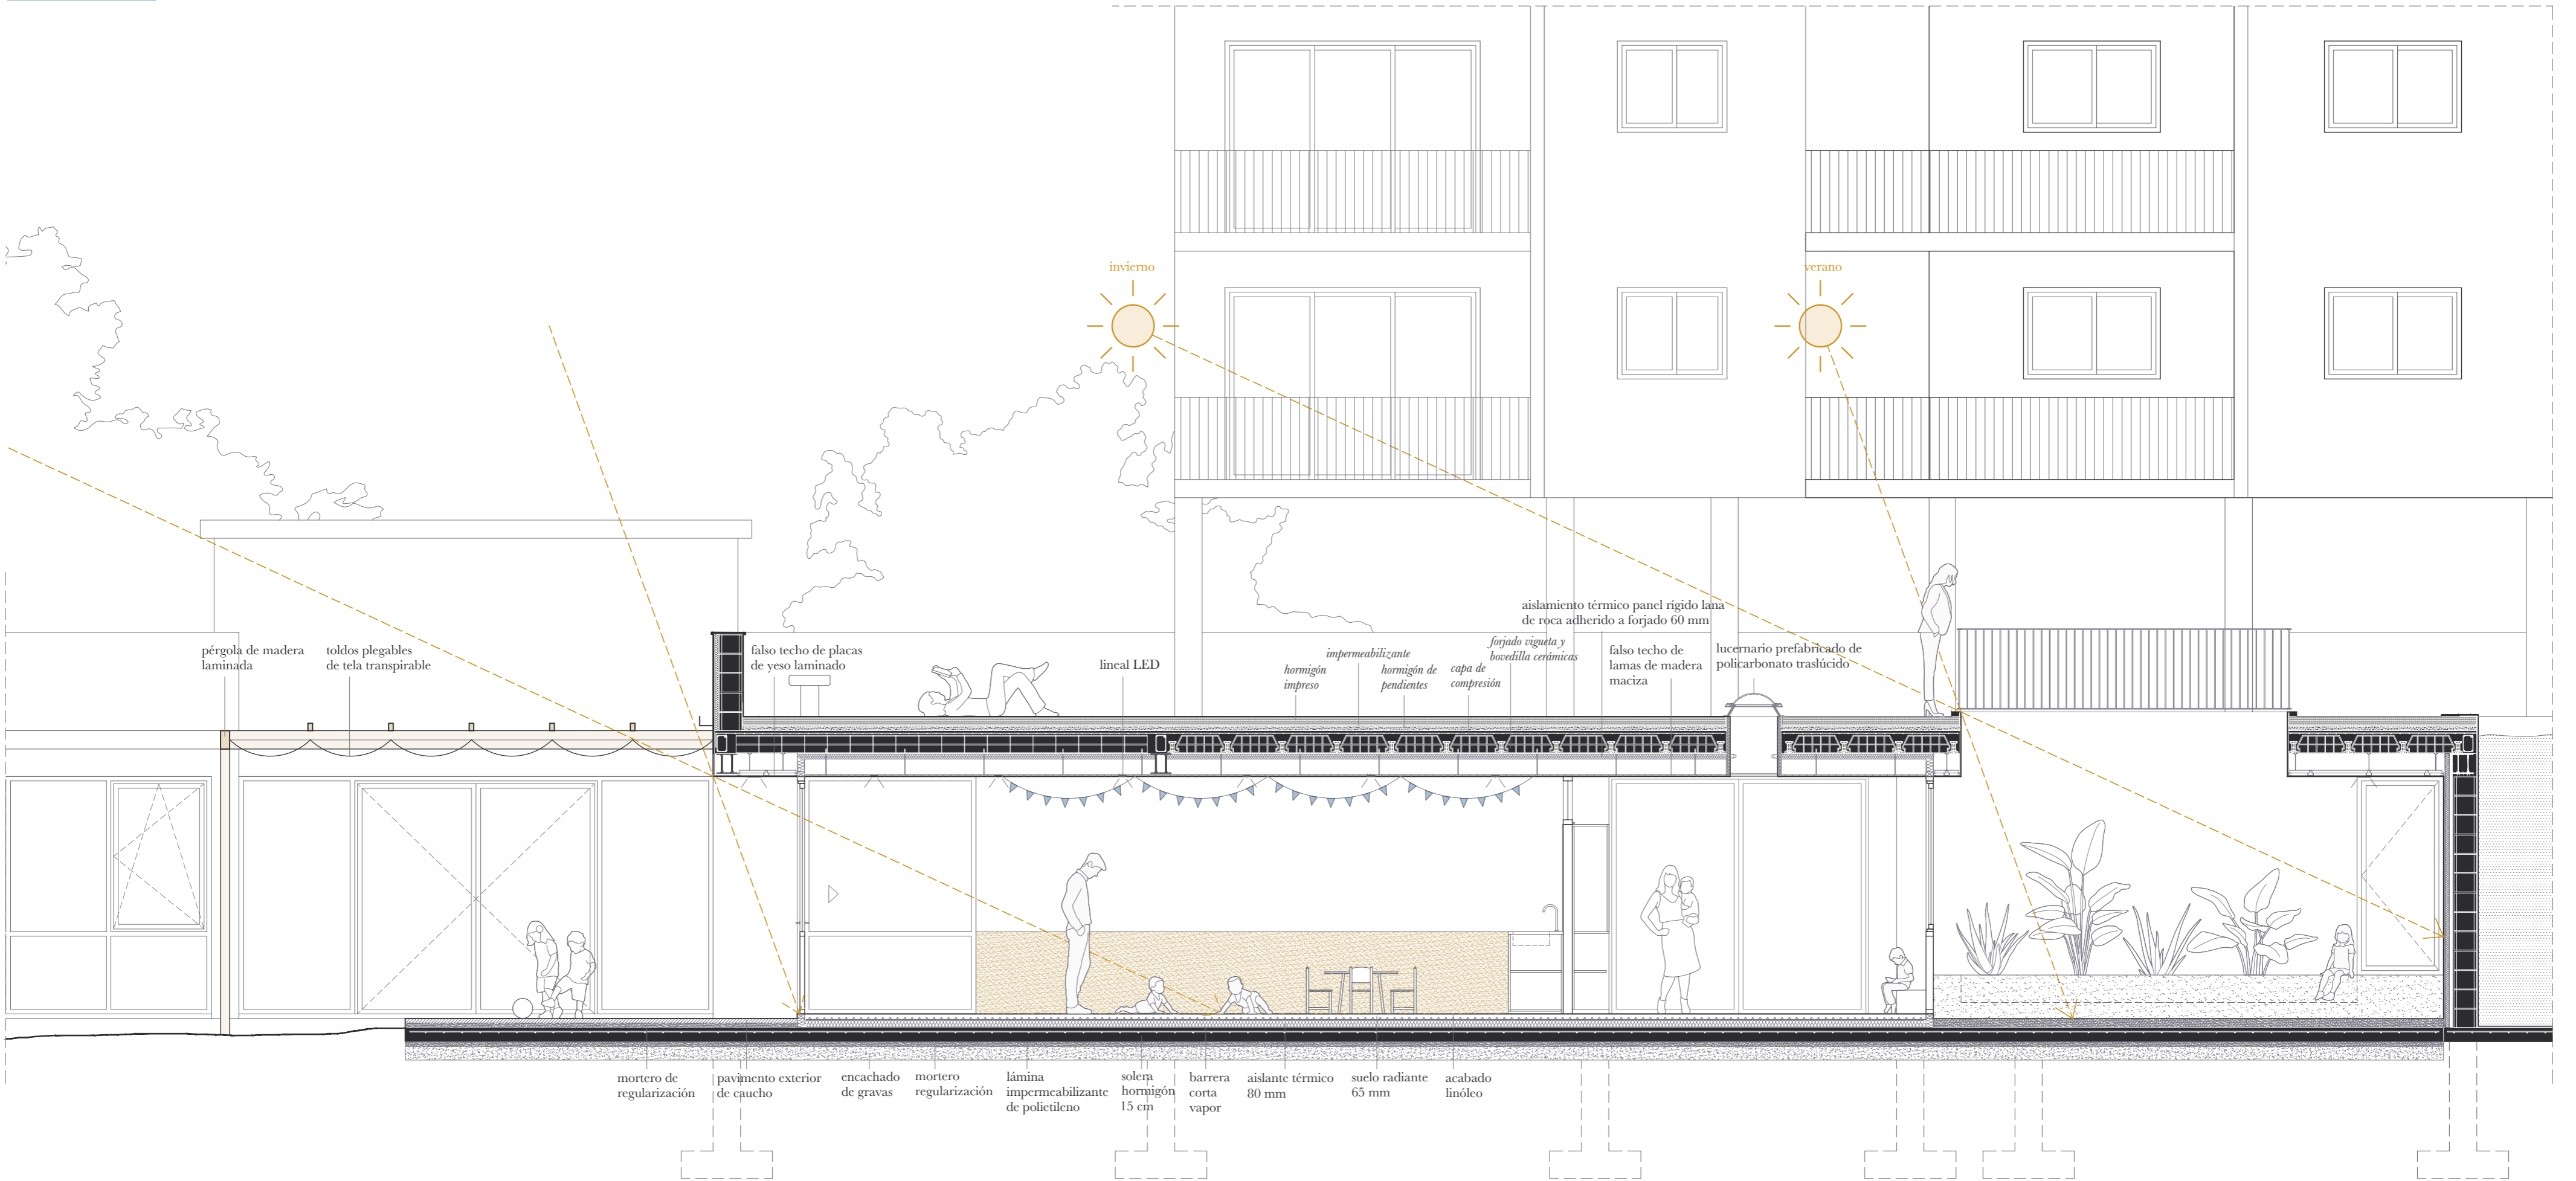 invierno
verano
pérgola de madera
laminada
toldos plegables
de tela transpirable
falso techo de placas
de yeso laminado
lineal LED
hormigón
impreso
impermeabilizante
hormigón de
pendientes
capa de
compresión
forjado vigueta y
bovedilla cerámicas
aislamiento térmico panel rígido lana
de roca adherido a forjado 60 mm
falso techo de
lamas de madera
maciza
lucernario prefabricado de
policarbonato traslúcido
mortero de
regularización
pavimento exterior
de caucho
encachado
de gravas
mortero
regularización
lámina
impermeabilizante
de polietileno
solera
hormigón
15 cm
barrera
corta
vapor
aislante térmico
80 mm
suelo radiante
65 mm
acabado
linóleo